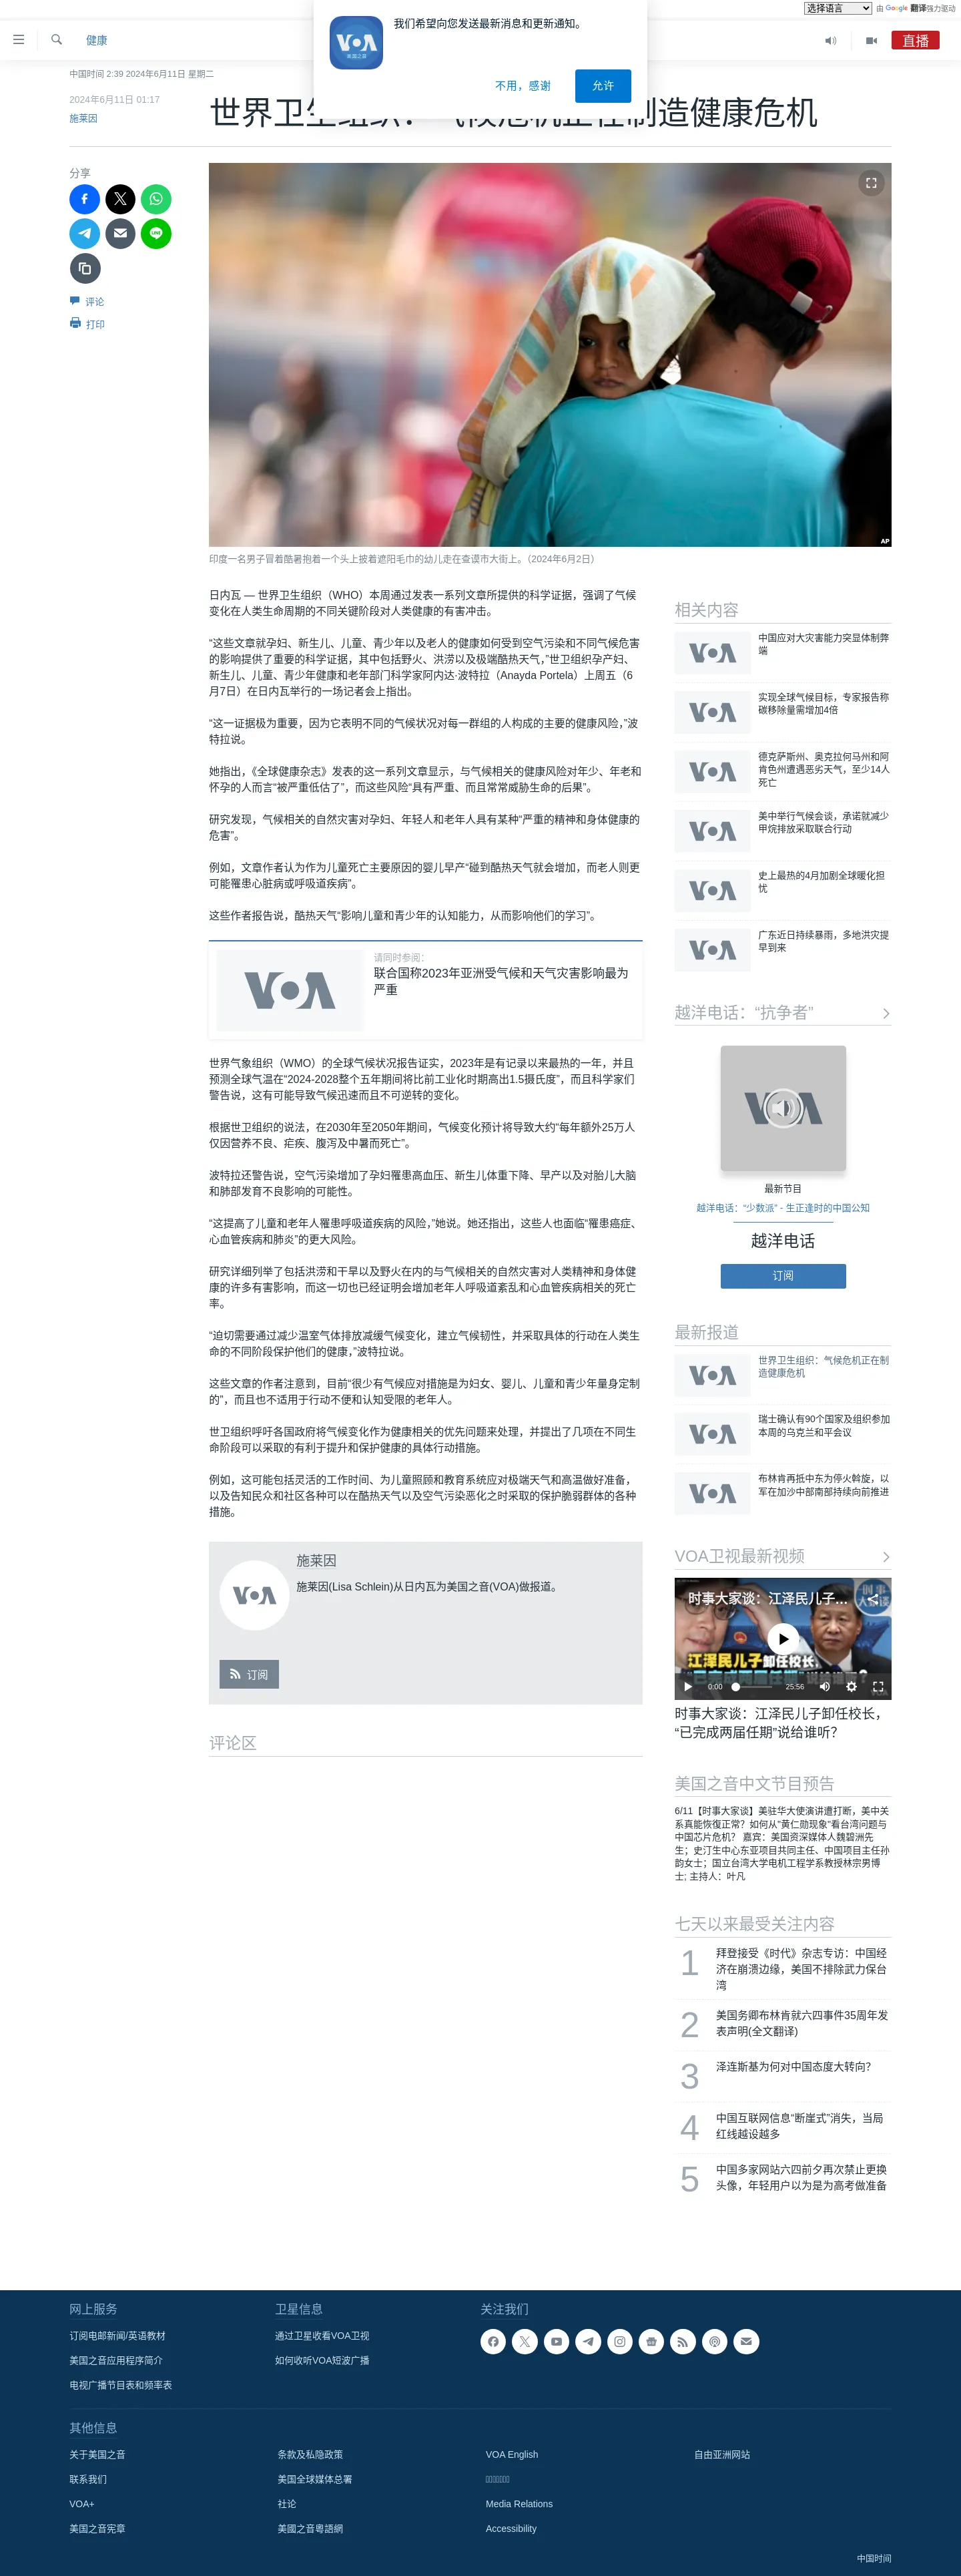 选择语言 由 Google 翻译强力驱动
我们希望向您发送最新消息和更新通知。
不用，感谢
允许
健康
直播
中国时间 2:39 2024年6月11日 星期二
2024年6月11日 01:17
施莱因
世界卫生组织：气候危机正在制造健康危机
分享
评论
打印
AP
印度一名男子冒着酷暑抱着一个头上披着遮阳毛巾的幼儿走在查谟市大街上。（2024年6月2日）
日内瓦 — 世界卫生组织（WHO）本周通过发表一系列文章所提供的科学证据，强调了气候
变化在人类生命周期的不同关键阶段对人类健康的有害冲击。
“这些文章就孕妇、新生儿、儿童、青少年以及老人的健康如何受到空气污染和不同气候危害
的影响提供了重要的科学证据，其中包括野火、洪涝以及极端酷热天气，”世卫组织孕产妇、
新生儿、儿童、青少年健康和老年部门科学家阿内达·波特拉（Anayda Portela）上周五（6
月7日）在日内瓦举行的一场记者会上指出。
“这一证据极为重要，因为它表明不同的气候状况对每一群组的人构成的主要的健康风险，”波
特拉说。
她指出，《全球健康杂志》发表的这一系列文章显示，与气候相关的健康风险对年少、年老和
怀孕的人而言“被严重低估了”，而这些风险“具有严重、而且常常威胁生命的后果”。
研究发现，气候相关的自然灾害对孕妇、年轻人和老年人具有某种“严重的精神和身体健康的
危害”。
例如，文章作者认为作为儿童死亡主要原因的婴儿早产“碰到酷热天气就会增加，而老人则更
可能罹患心脏病或呼吸道疾病”。
这些作者报告说，酷热天气“影响儿童和青少年的认知能力，从而影响他们的学习”。
请同时参阅：
联合国称2023年亚洲受气候和天气灾害影响最为
严重
世界气象组织（WMO）的全球气候状况报告证实，2023年是有记录以来最热的一年，并且
预测全球气温在“2024-2028整个五年期间将比前工业化时期高出1.5摄氏度”，而且科学家们
警告说，这有可能导致气候迅速而且不可逆转的变化。
根据世卫组织的说法，在2030年至2050年期间，气候变化预计将导致大约“每年额外25万人
仅因营养不良、疟疾、腹泻及中暑而死亡”。
波特拉还警告说，空气污染增加了孕妇罹患高血压、新生儿体重下降、早产以及对胎儿大脑
和肺部发育不良影响的可能性。
“这提高了儿童和老年人罹患呼吸道疾病的风险，”她说。她还指出，这些人也面临“罹患癌症、
心血管疾病和肺炎”的更大风险。
研究详细列举了包括洪涝和干旱以及野火在内的与气候相关的自然灾害对人类精神和身体健
康的许多有害影响，而这一切也已经证明会增加老年人呼吸道紊乱和心血管疾病相关的死亡
率。
“迫切需要通过减少温室气体排放减缓气候变化，建立气候韧性，并采取具体的行动在人类生
命的不同阶段保护他们的健康，”波特拉说。
这些文章的作者注意到，目前“很少有气候应对措施是为妇女、婴儿、儿童和青少年量身定制
的”，而且也不适用于行动不便和认知受限的老年人。
世卫组织呼吁各国政府将气候变化作为健康相关的优先问题来处理，并提出了几项在不同生
命阶段可以采取的有利于提升和保护健康的具体行动措施。
例如，这可能包括灵活的工作时间、为儿童照顾和教育系统应对极端天气和高温做好准备，
以及告知民众和社区各种可以在酷热天气以及空气污染恶化之时采取的保护脆弱群体的各种
措施。
施莱因
施莱因(Lisa Schlein)从日内瓦为美国之音(VOA)做报道。
订阅
评论区
相关内容
中国应对大灾害能力突显体制弊
端
实现全球气候目标，专家报告称
碳移除量需增加4倍
德克萨斯州、奥克拉何马州和阿
肯色州遭遇恶劣天气，至少14人
死亡
美中举行气候会谈，承诺就减少
甲烷排放采取联合行动
史上最热的4月加剧全球暖化担
忧
广东近日持续暴雨，多地洪灾提
早到来
越洋电话：“抗争者”
最新节目
越洋电话：“少数派” - 生正逢时的中国公知
越洋电话
订阅
最新报道
世界卫生组织：气候危机正在制
造健康危机
瑞士确认有90个国家及组织参加
本周的乌克兰和平会议
布林肯再抵中东为停火斡旋，以
军在加沙中部南部持续向前推进
VOA卫视最新视频
时事大家谈：江泽民儿子…
江泽民儿子卸任校长，
“已完成两届任期”说给谁听？
0:00
25:56
时事大家谈：江泽民儿子卸任校长，
“已完成两届任期”说给谁听？
美国之音中文节目预告
6/11【时事大家谈】美驻华大使演讲遭打断，美中关
系真能恢復正常？如何从“黄仁勋现象”看台湾问题与
中国芯片危机？ 嘉宾：美国资深媒体人魏碧洲先
生；史汀生中心东亚项目共同主任、中国项目主任孙
韵女士；国立台湾大学电机工程学系教授林宗男博
士; 主持人：叶凡
七天以来最受关注内容
1
拜登接受《时代》杂志专访：中国经
济在崩溃边缘，美国不排除武力保台
湾
2
美国务卿布林肯就六四事件35周年发
表声明(全文翻译)
3
泽连斯基为何对中国态度大转向？
4
中国互联网信息“断崖式”消失，当局
红线越设越多
5
中国多家网站六四前夕再次禁止更换
头像，年轻用户以为是为高考做准备
网上服务
订阅电邮新闻/英语教材
美国之音应用程序简介
电视广播节目表和频率表
卫星信息
通过卫星收看VOA卫视
如何收听VOA短波广播
关注我们
其他信息
关于美国之音
联系我们
VOA+
美国之音宪章
条款及私隐政策
美国全球媒体总署
社论
美國之音粵語網
VOA English
Media Relations
Accessibility
自由亚洲网站
中国时间